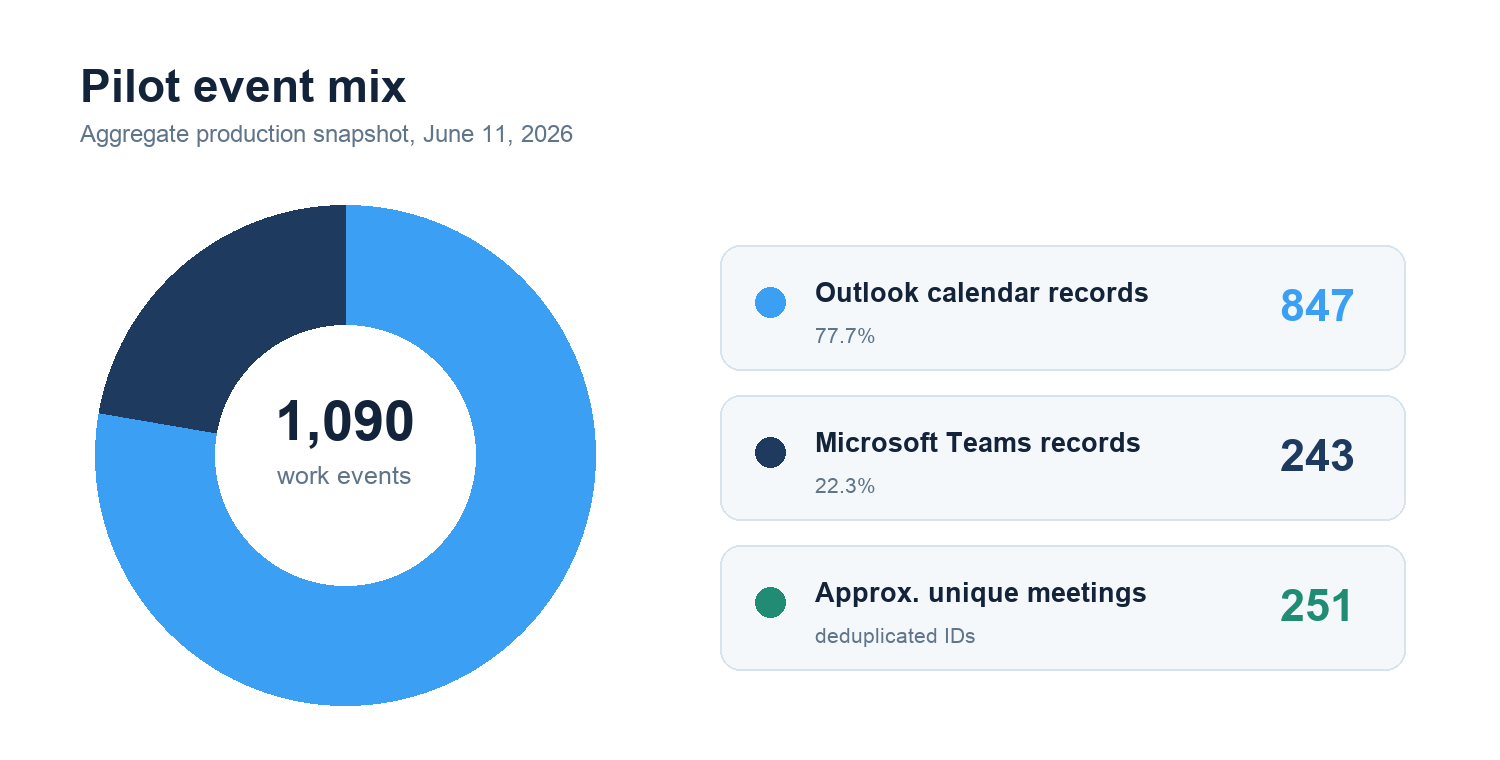 Pilot event mix
Aggregate production snapshot, June 11, 2026
1,090
work events
Outlook calendar records
847
77.7%
Microsoft Teams records
243
22.3%
Approx. unique meetings
251
deduplicated IDs